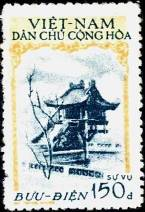 VIỆT-NAM
DÂN CHỦ CỘNG HÒA
SỰ VỤ
BƯU-ĐIỆN 150đ